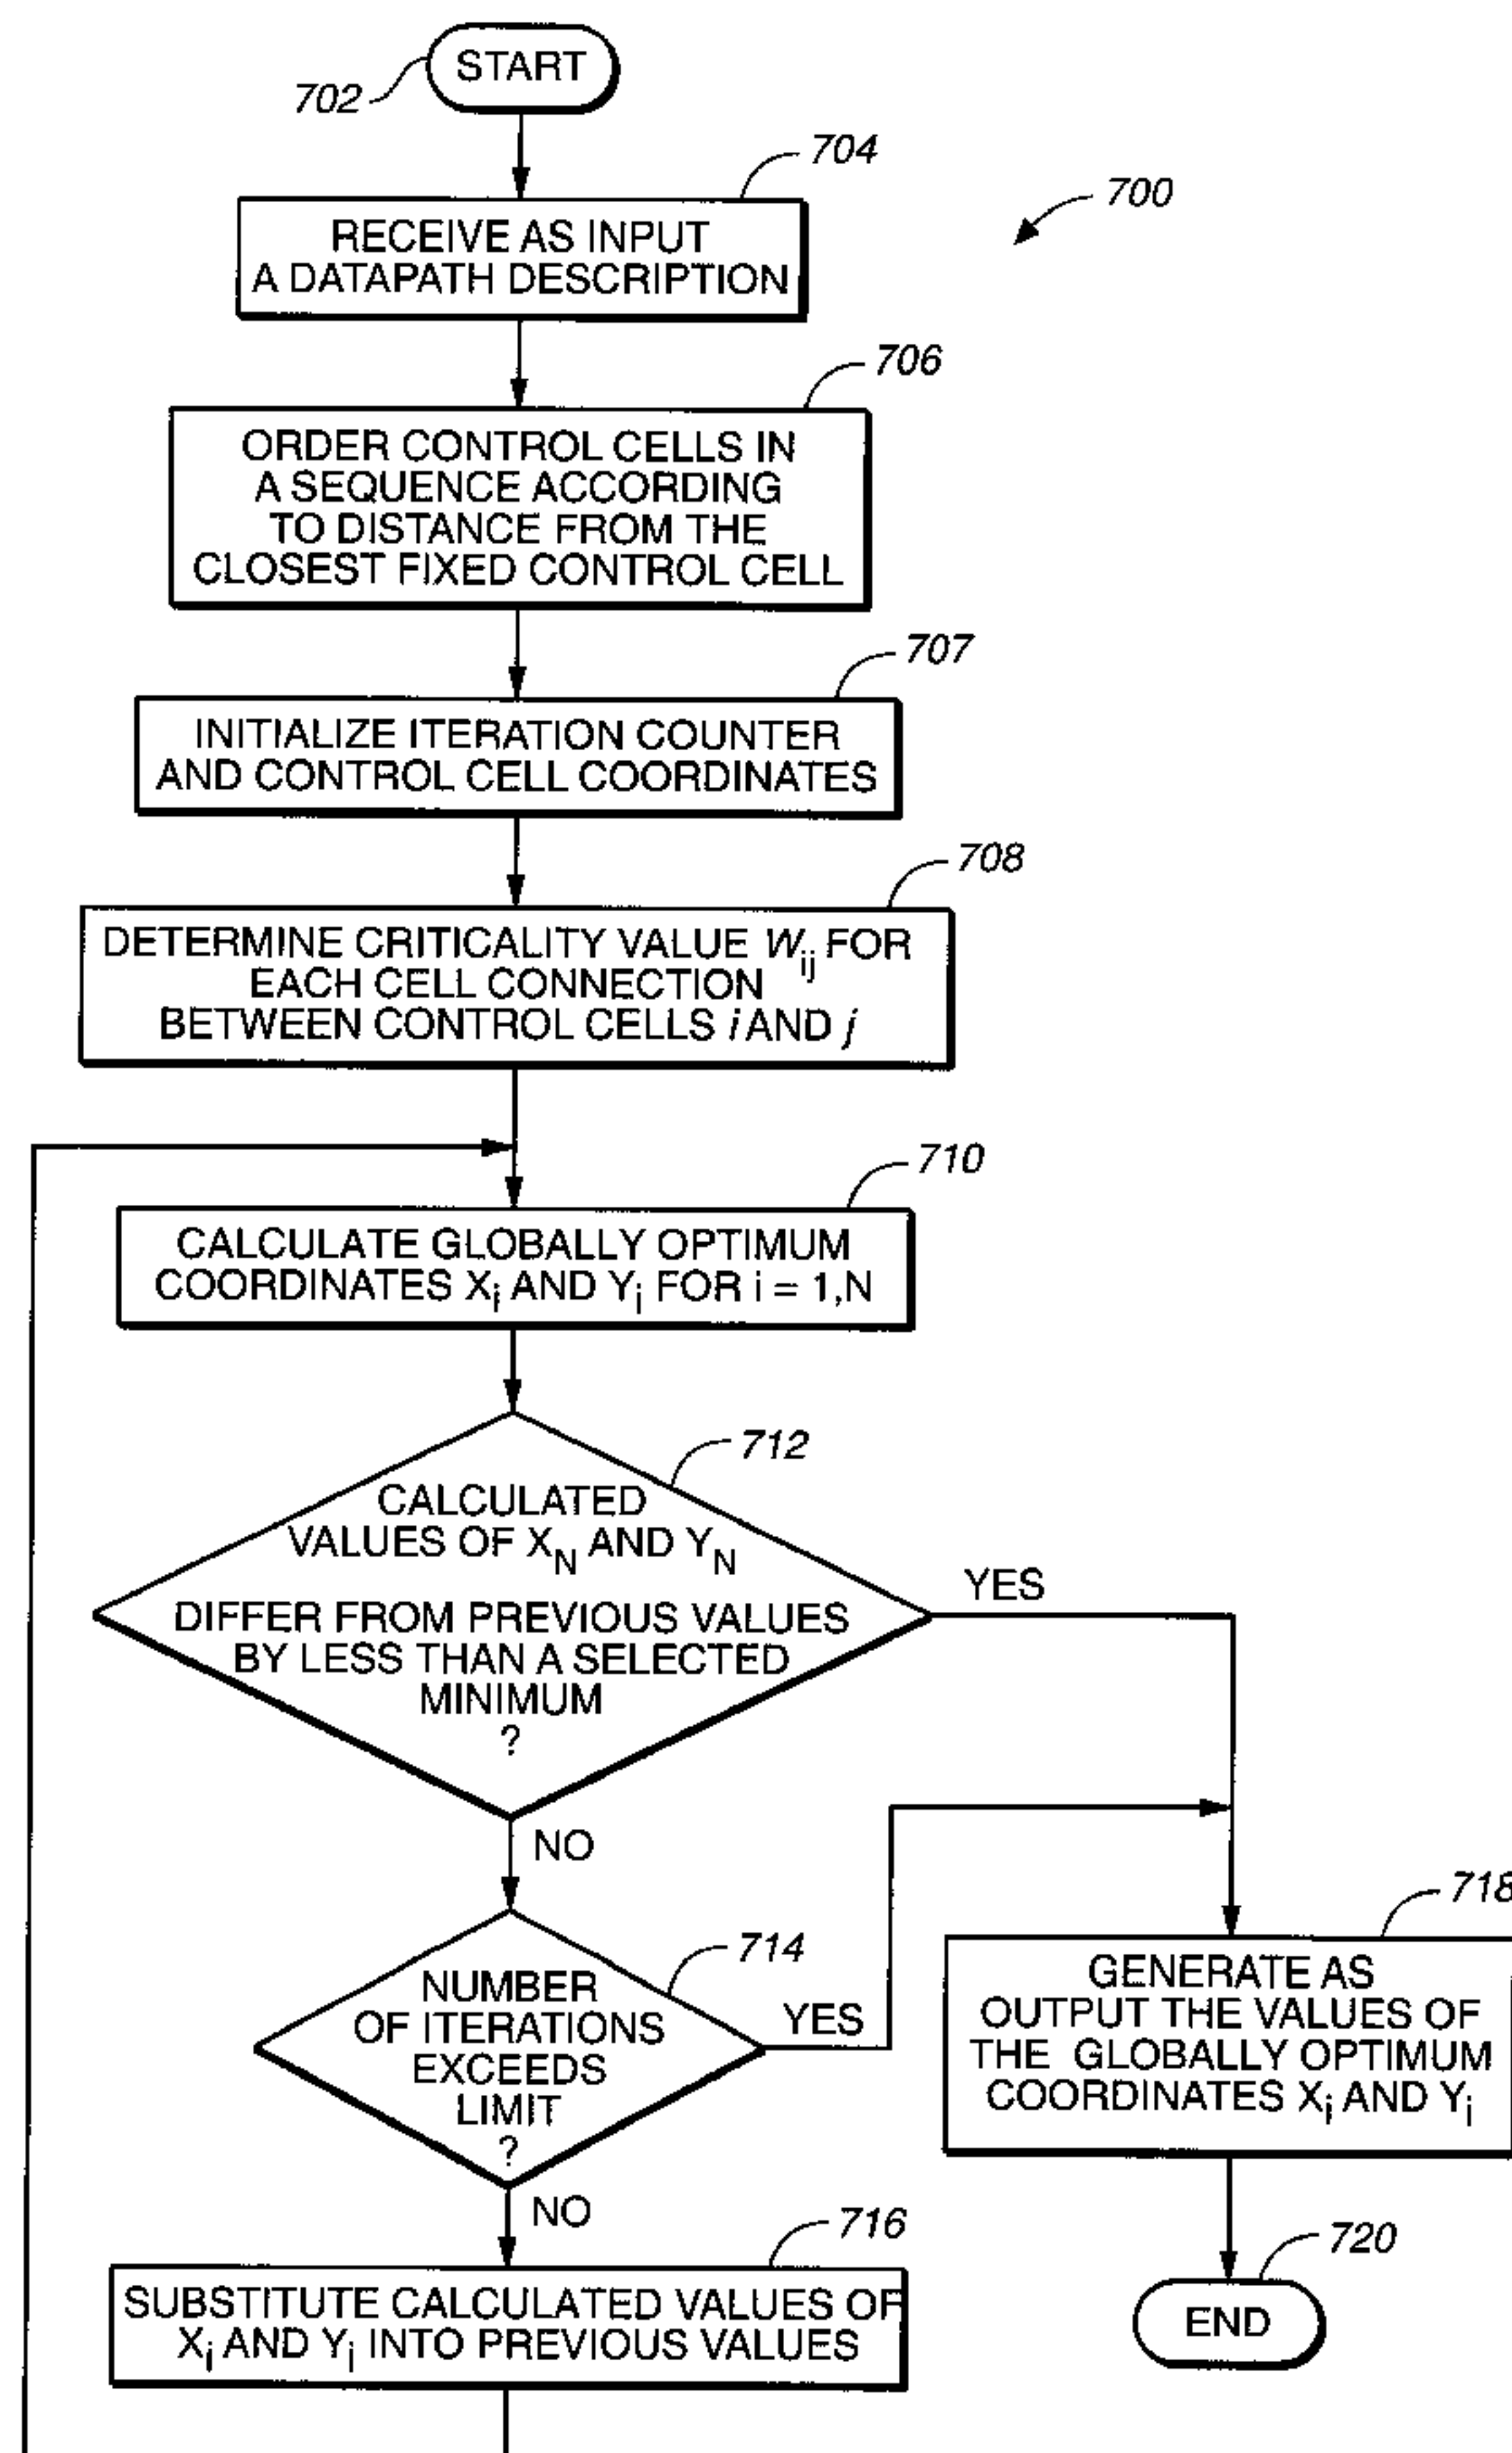 START
702
704
700
RECEIVE AS INPUT
A DATAPATH DESCRIPTION
706
ORDER CONTROL CELLS IN
A SEQUENCE ACCORDING
TO DISTANCE FROM THE
CLOSEST FIXED CONTROL CELL
707
INITIALIZE ITERATION COUNTER
AND CONTROL CELL COORDINATES
708
DETERMINE CRITICALITY VALUE Wij FOR
EACH CELL CONNECTION
BETWEEN CONTROL CELLS i AND j
710
CALCULATE GLOBALLY OPTIMUM
COORDINATES Xi AND Yi FOR i = 1,N
712
CALCULATED
VALUES OF XN AND YN
DIFFER FROM PREVIOUS VALUES
BY LESS THAN A SELECTED
MINIMUM
?
YES
NO
714
NUMBER
OF ITERATIONS
EXCEEDS
LIMIT
?
YES
NO
718
GENERATE AS
OUTPUT THE VALUES OF
THE GLOBALLY OPTIMUM
COORDINATES Xi AND Yi
716
SUBSTITUTE CALCULATED VALUES OF
Xi AND Yi INTO PREVIOUS VALUES
720
END